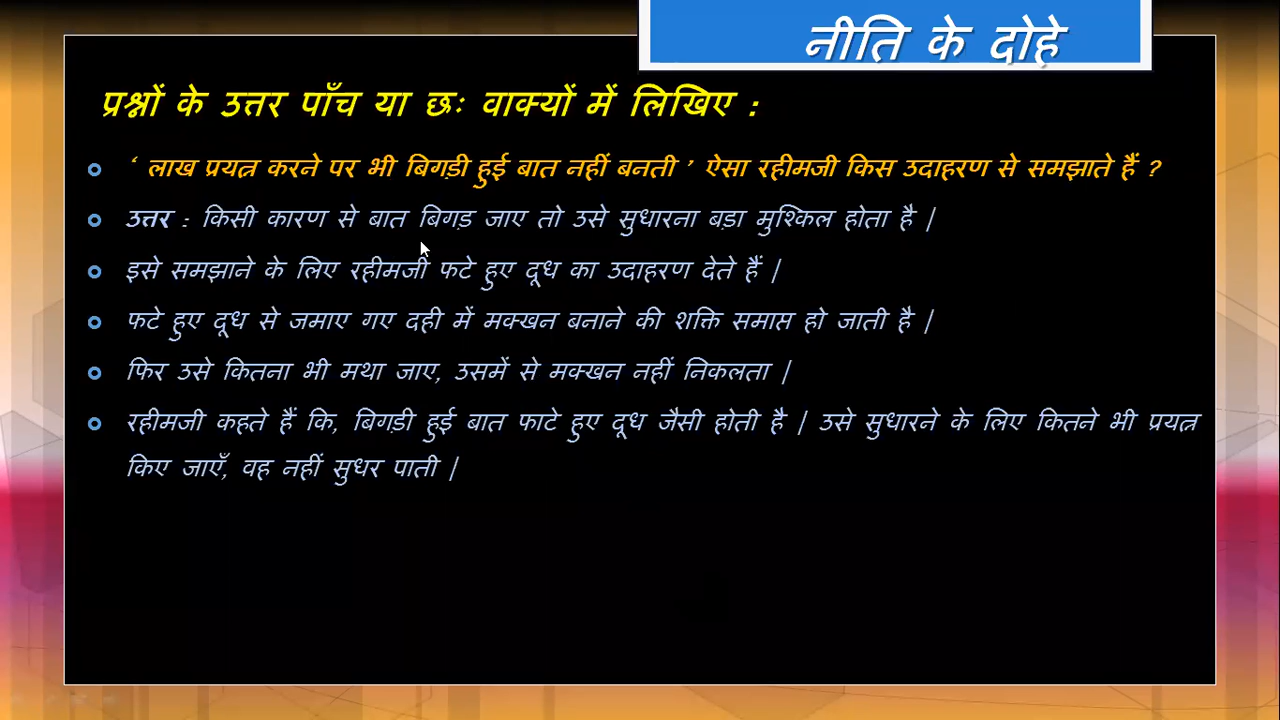 नीति के दोहे
प्रश्नों के उत्तर पाँच या छः वाक्यों में लिखिए :
‘ लाख प्रयत्न करने पर भी बिगड़ी हुई बात नहीं बनती ’ ऐसा रहीमजी किस उदाहरण से समझाते हैं ?
उत्तर : किसी कारण से बात बिगड़ जाए तो उसे सुधारना बड़ा मुश्किल होता है |
इसे समझाने के लिए रहीमजी फटे हुए दूध का उदाहरण देते हैं |
फटे हुए दूध से जमाए गए दही में मक्खन बनाने की शक्ति समाप्त हो जाती है |
फिर उसे कितना भी मथा जाए, उसमें से मक्खन नहीं निकलता |
रहीमजी कहते हैं कि, बिगड़ी हुई बात फाटे हुए दूध जैसी होती है | उसे सुधारने के लिए कितने भी प्रयत्न
किए जाएँ, वह नहीं सुधर पाती |